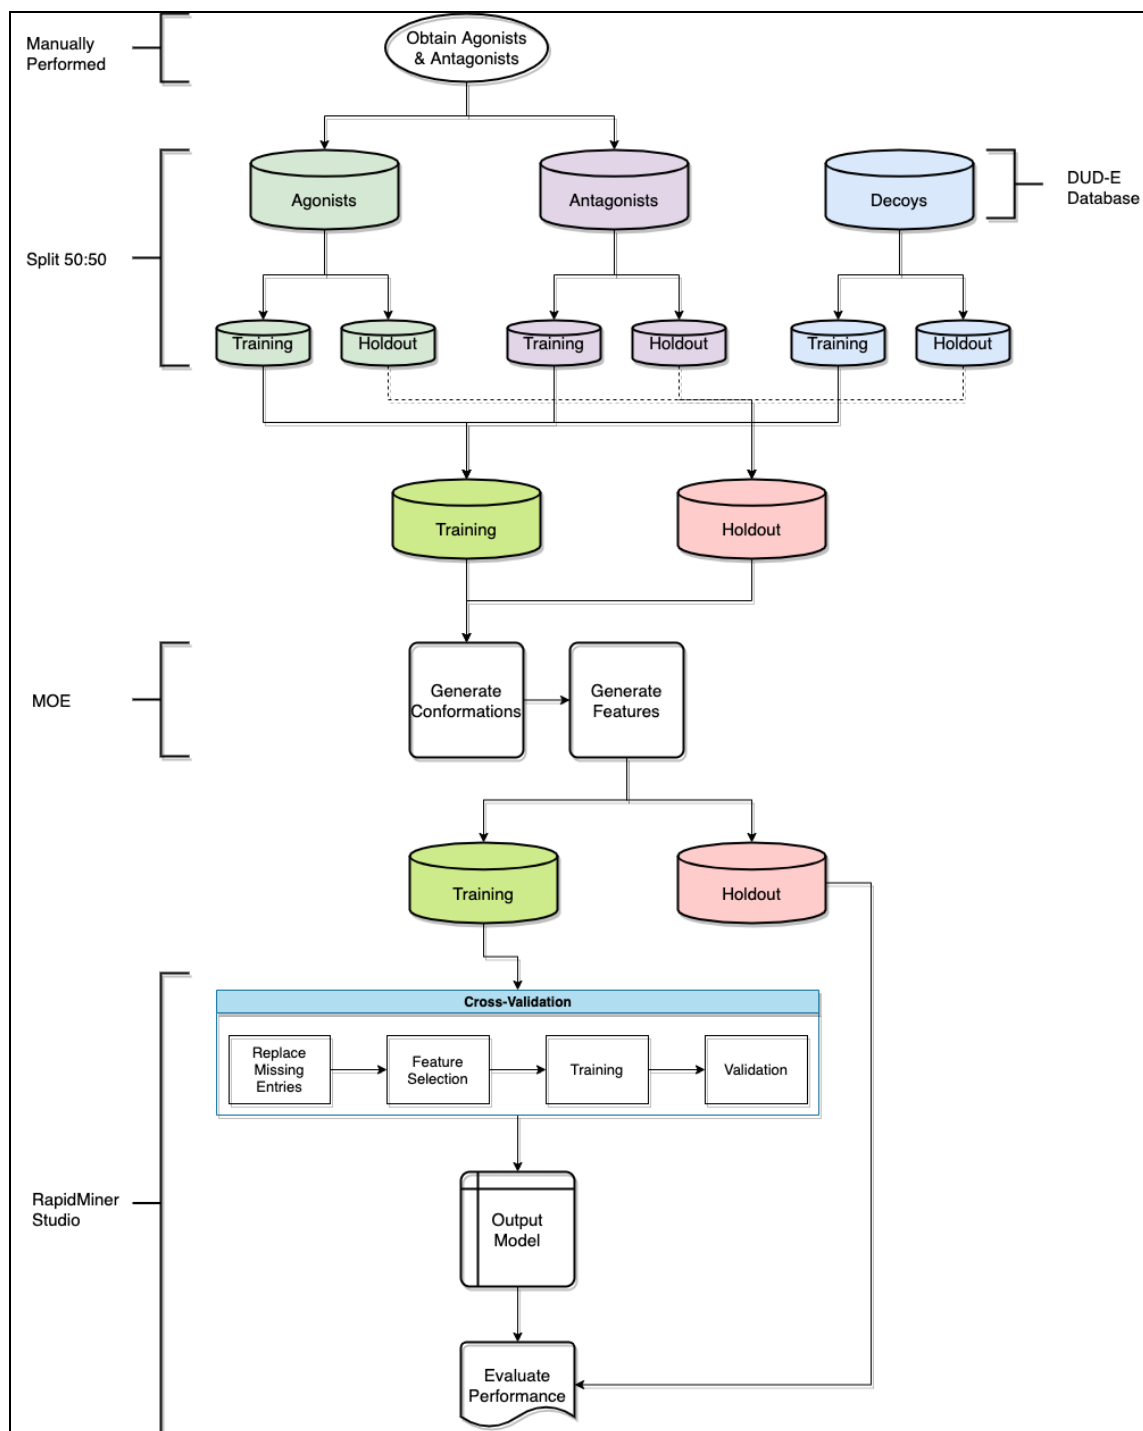 Manually
Performed
Obtain Agonists
& Antagonists
Agonists
Antagonists
Decoys
DUD-E
Database
Split 50:50
Training
Holdout
Training
Holdout
Training
Holdout
Training
Holdout
MOE
Generate
Conformations
Generate
Features
Training
Holdout
Cross-Validation
Replace
Missing
Entries
Feature
Selection
Training
Validation
RapidMiner
Studio
Output
Model
Evaluate
Performance